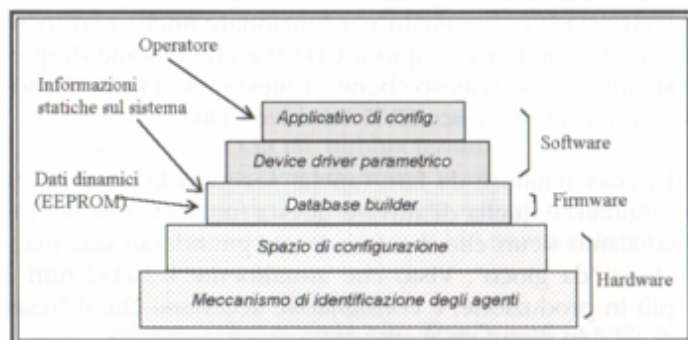 Operatore
Informazioni
statiche sul sistema
Applicativo di config.
Software
Device driver parametrico
Dati dinamici
(EEPROM)
Database builder
Firmware
Spazio di configurazione
Hardware
Meccanismo di identificazione degli agenti